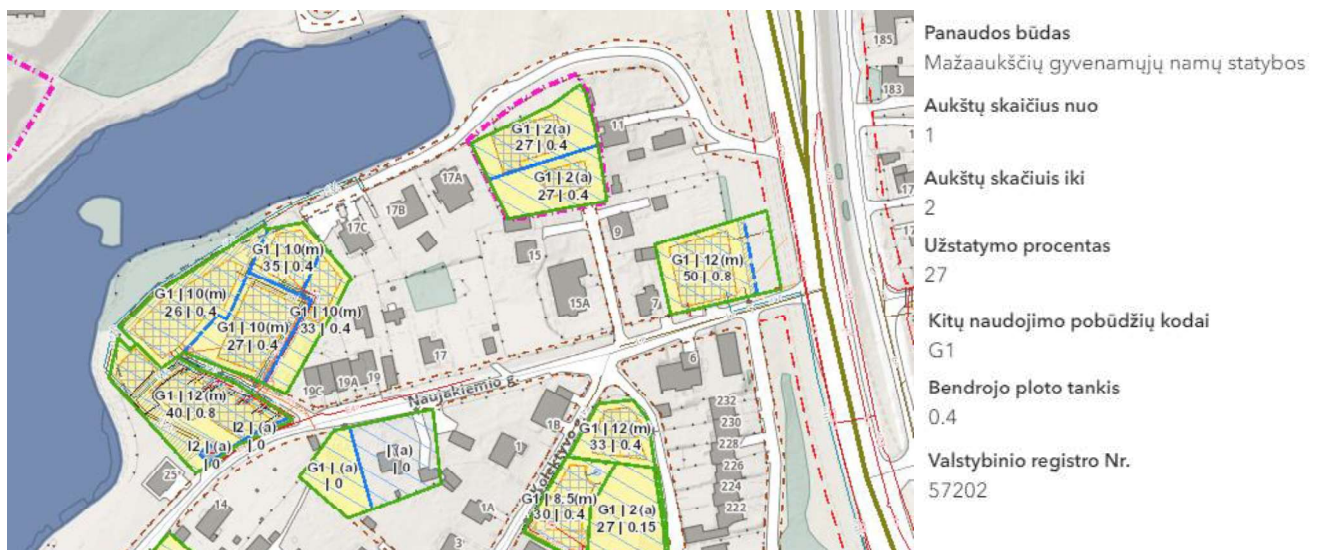 185
183
11
G1 | 2(a)
27 | 0.4
G1 | 2(a)
27 | 0.4
17A
17B
17C
9
15
15A
7
G1 | 12(m)
50 | 0.8
G1 | 10(m)
35 | 0.4
G1 | 10(m)
26 | 0.4
G1 | 10(m)
33 | 0.4
G1 | 10(m)
27 | 0.4
17
19C
19A
19
Naujakiemio g.
6
G1 | 12(m)
40 | 0.8
I2 | (a)
| 0
I2 | (a)
| 0
25
14
G1 | (a)
| 0
| (a)
| 0
1B
1
1A
3
Kolektyvo
G1 | 12(m)
33 | 0.4
G1 | 8.5(m)
30 | 0.4
G1 | 2(a)
27 | 0.15
232
230
228
226
224
222
Panaudos būdas
Mažaaukščių gyvenamųjų namų statybos
Aukštų skaičius nuo
1
Aukštų skačiuis iki
2
Užstatymo procentas
27
Kitų naudojimo pobūdžių kodai
G1
Bendrojo ploto tankis
0.4
Valstybinio registro Nr.
57202